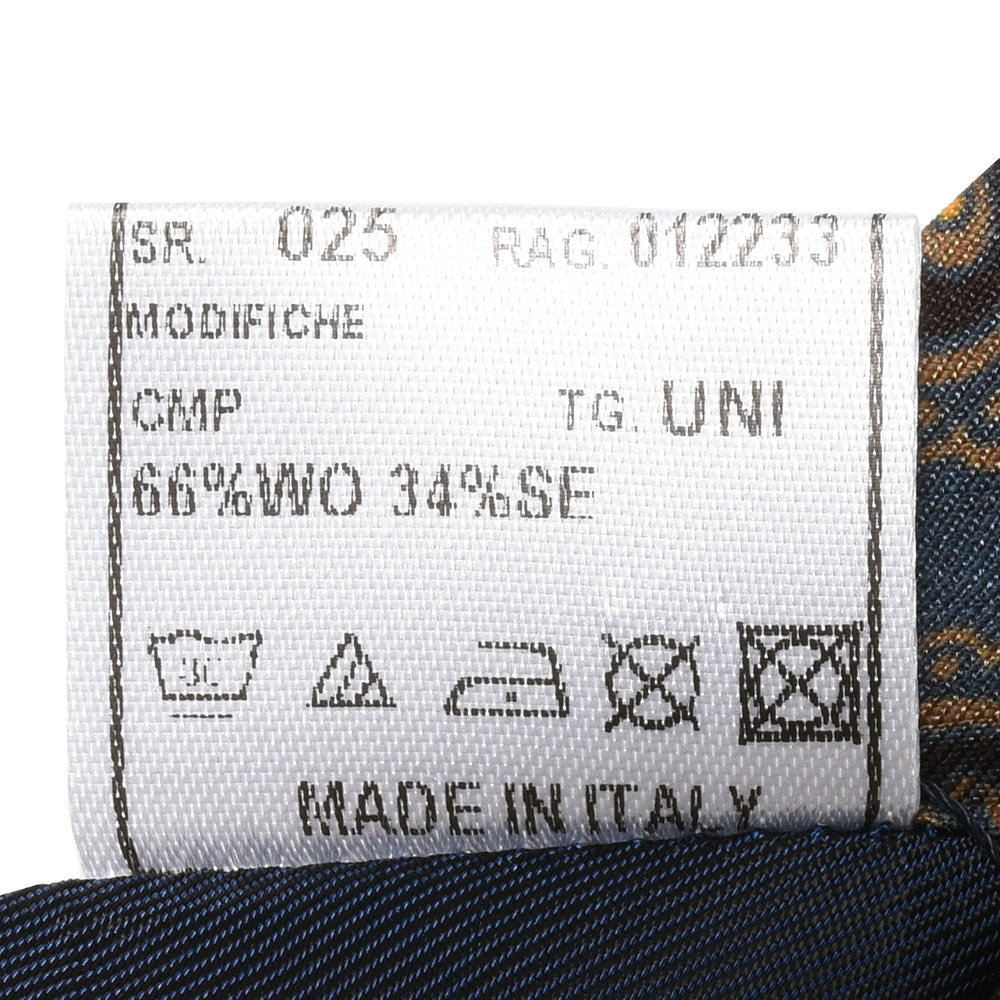 SR. 025 RAG. 012233
MODIFICHE
CMP TG. UNI
66%WO 34%SE
MADE IN ITALY